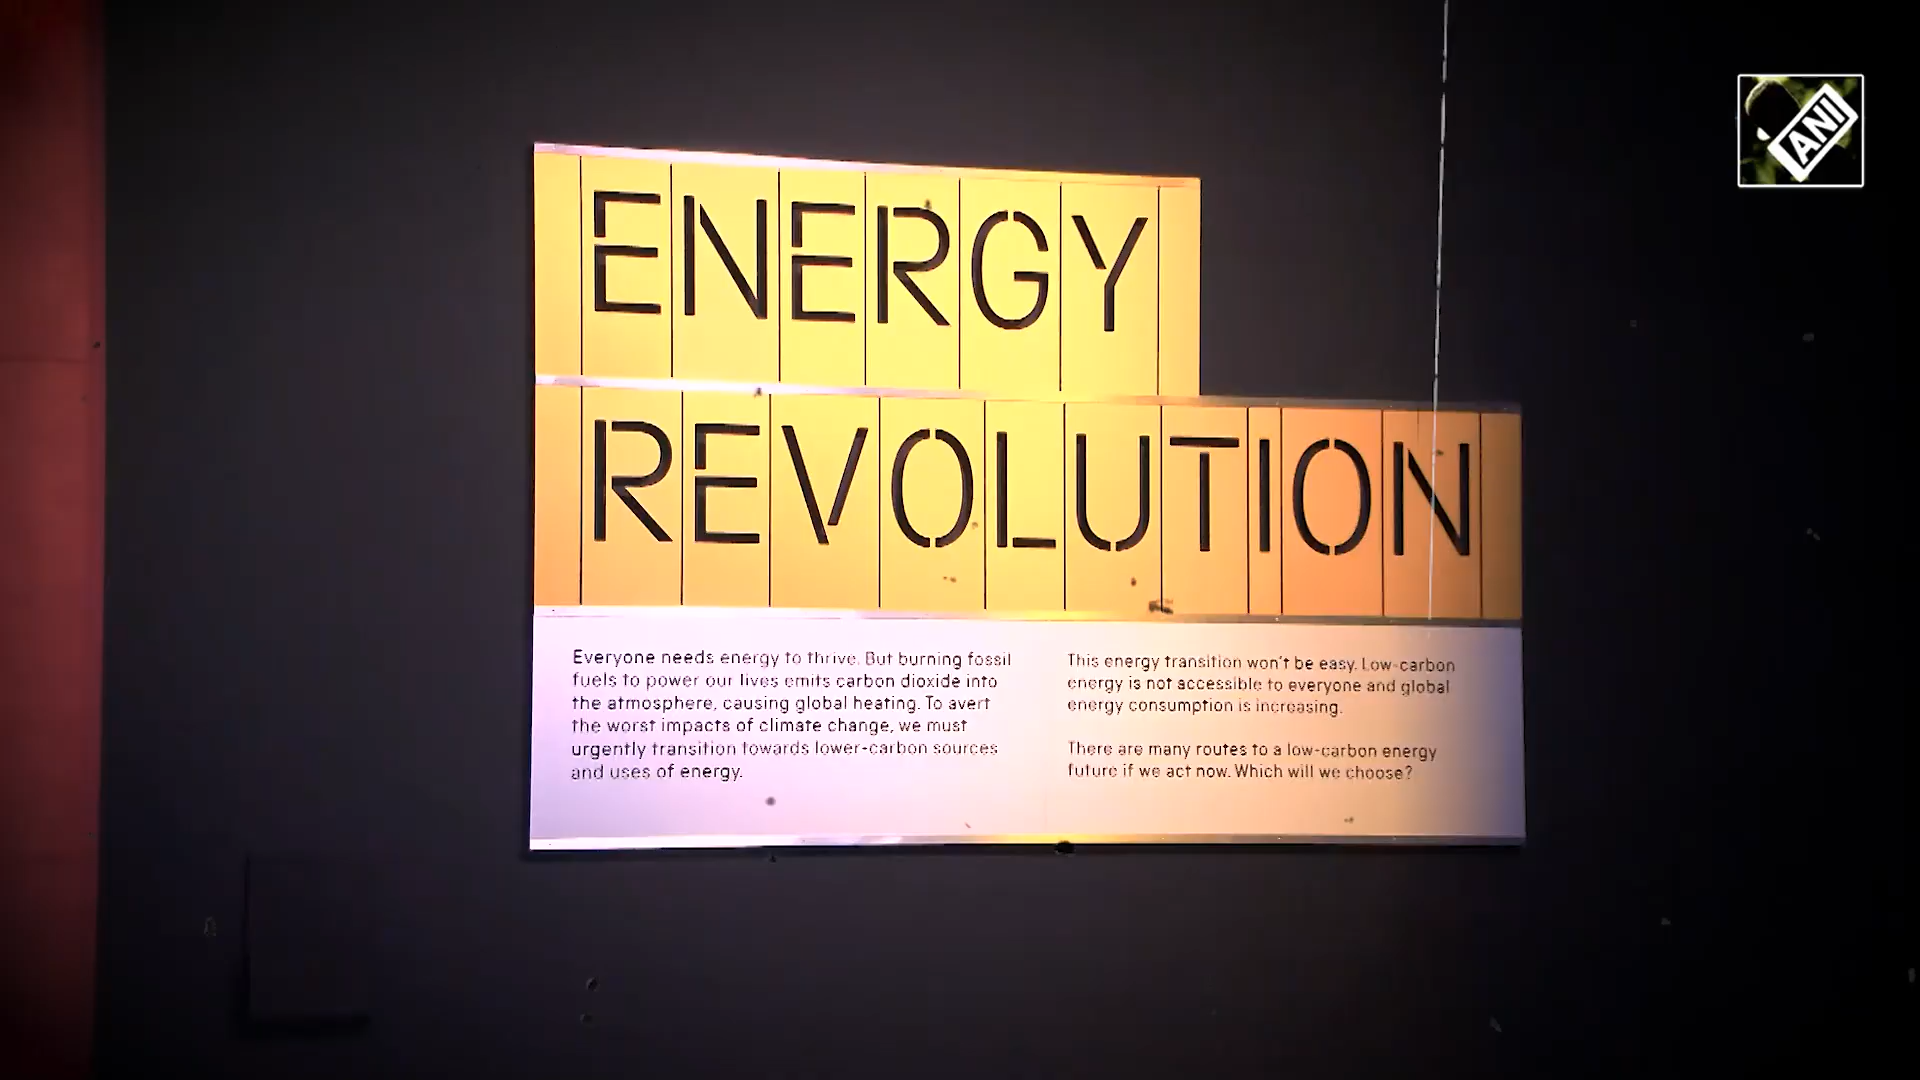 ANI
ENERGY
REVOLUTION
Everyone needs energy to thrive. But burning fossil
fuels to power our lives emits carbon dioxide into
the atmosphere, causing global heating. To avert
the worst impacts of climate change, we must
urgently transition towards lower-carbon sources
and uses of energy.
This energy transition won't be easy. Low-carbon
energy is not accessible to everyone and global
energy consumption is increasing.
There are many routes to a low-carbon energy
future if we act now. Which will we choose?